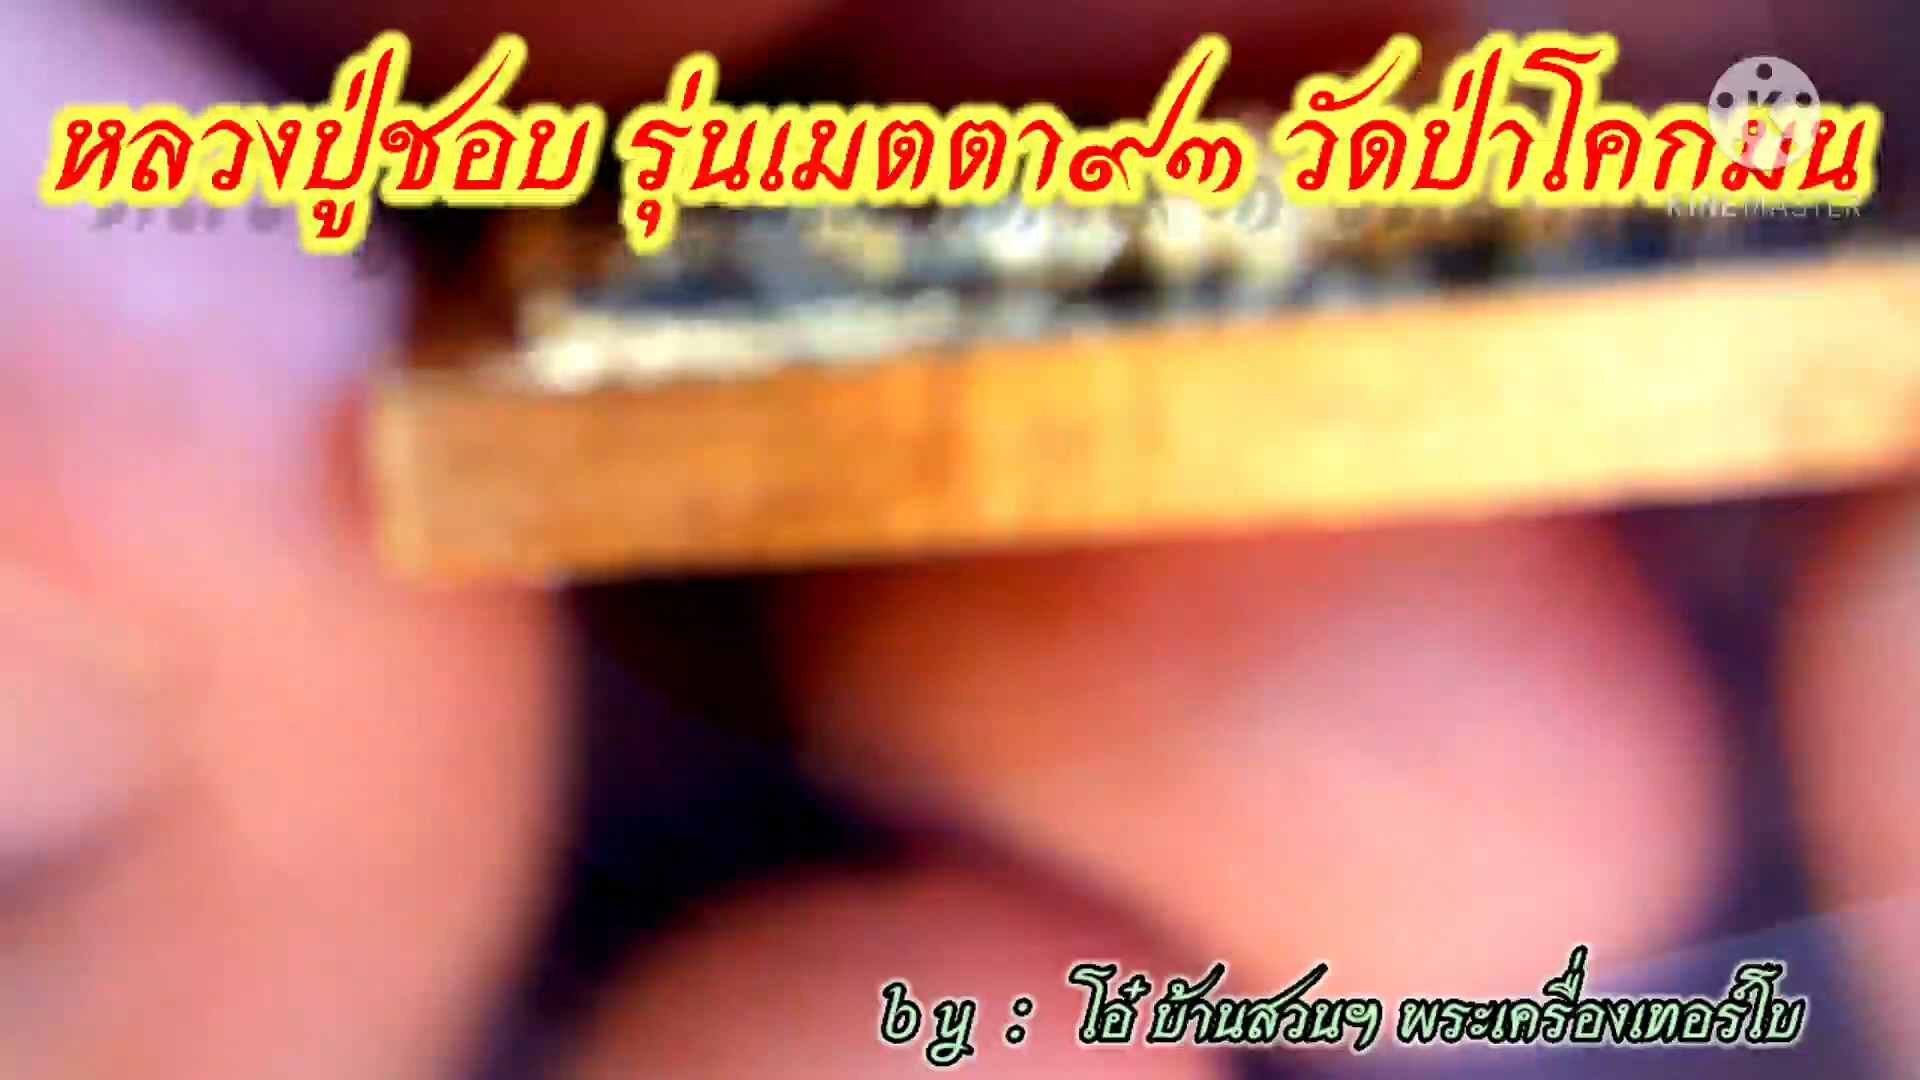 หลวงปู่ชอบ รุ่นเมตตา๙๓ วัดป่าโคกมน
KINEMASTER
by : โอ๋ บ้านสวนฯ พระเครื่องเทอร์โบ